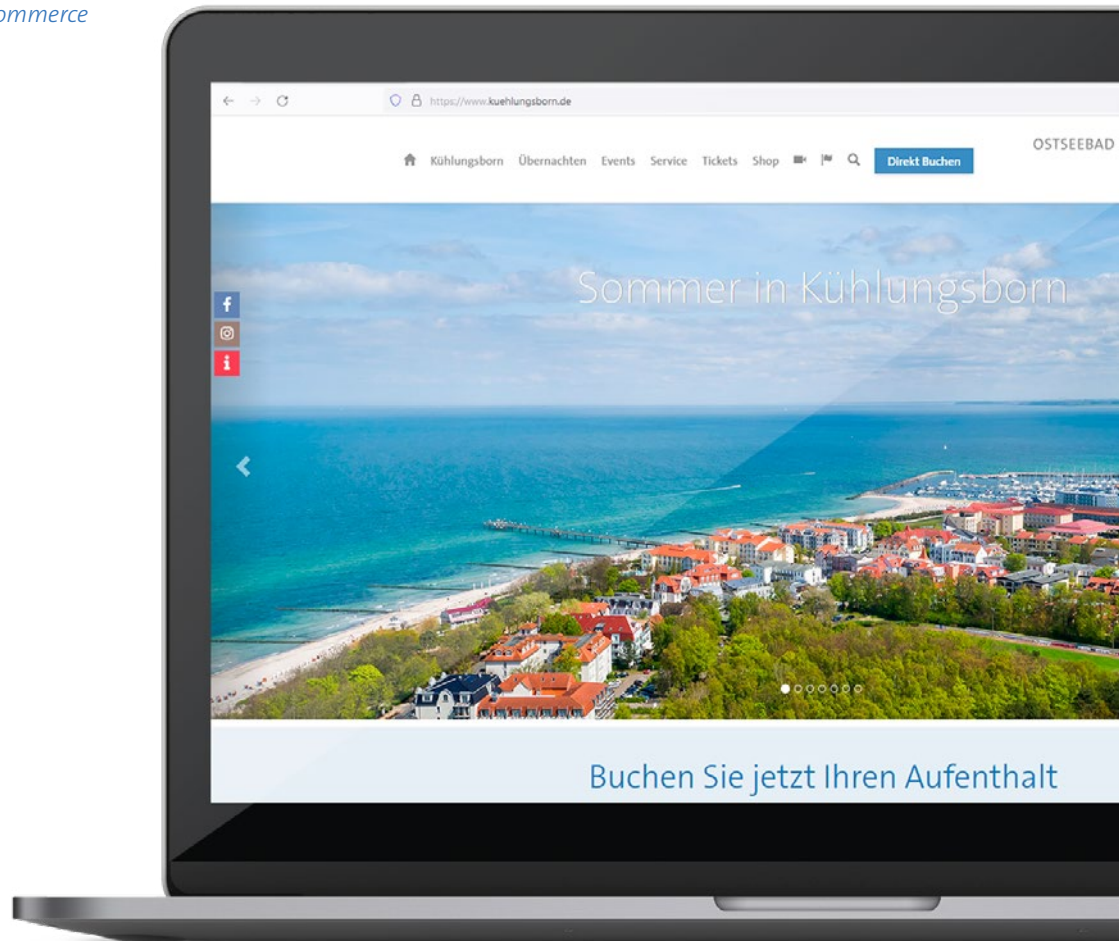 ommerce
https://www.kuehlungsborn.de
Kühlungsborn Übernachten Events Service Tickets Shop Direkt Buchen
OSTSEEBAD
Sommer in Kühlungsborn
Buchen Sie jetzt Ihren Aufenthalt